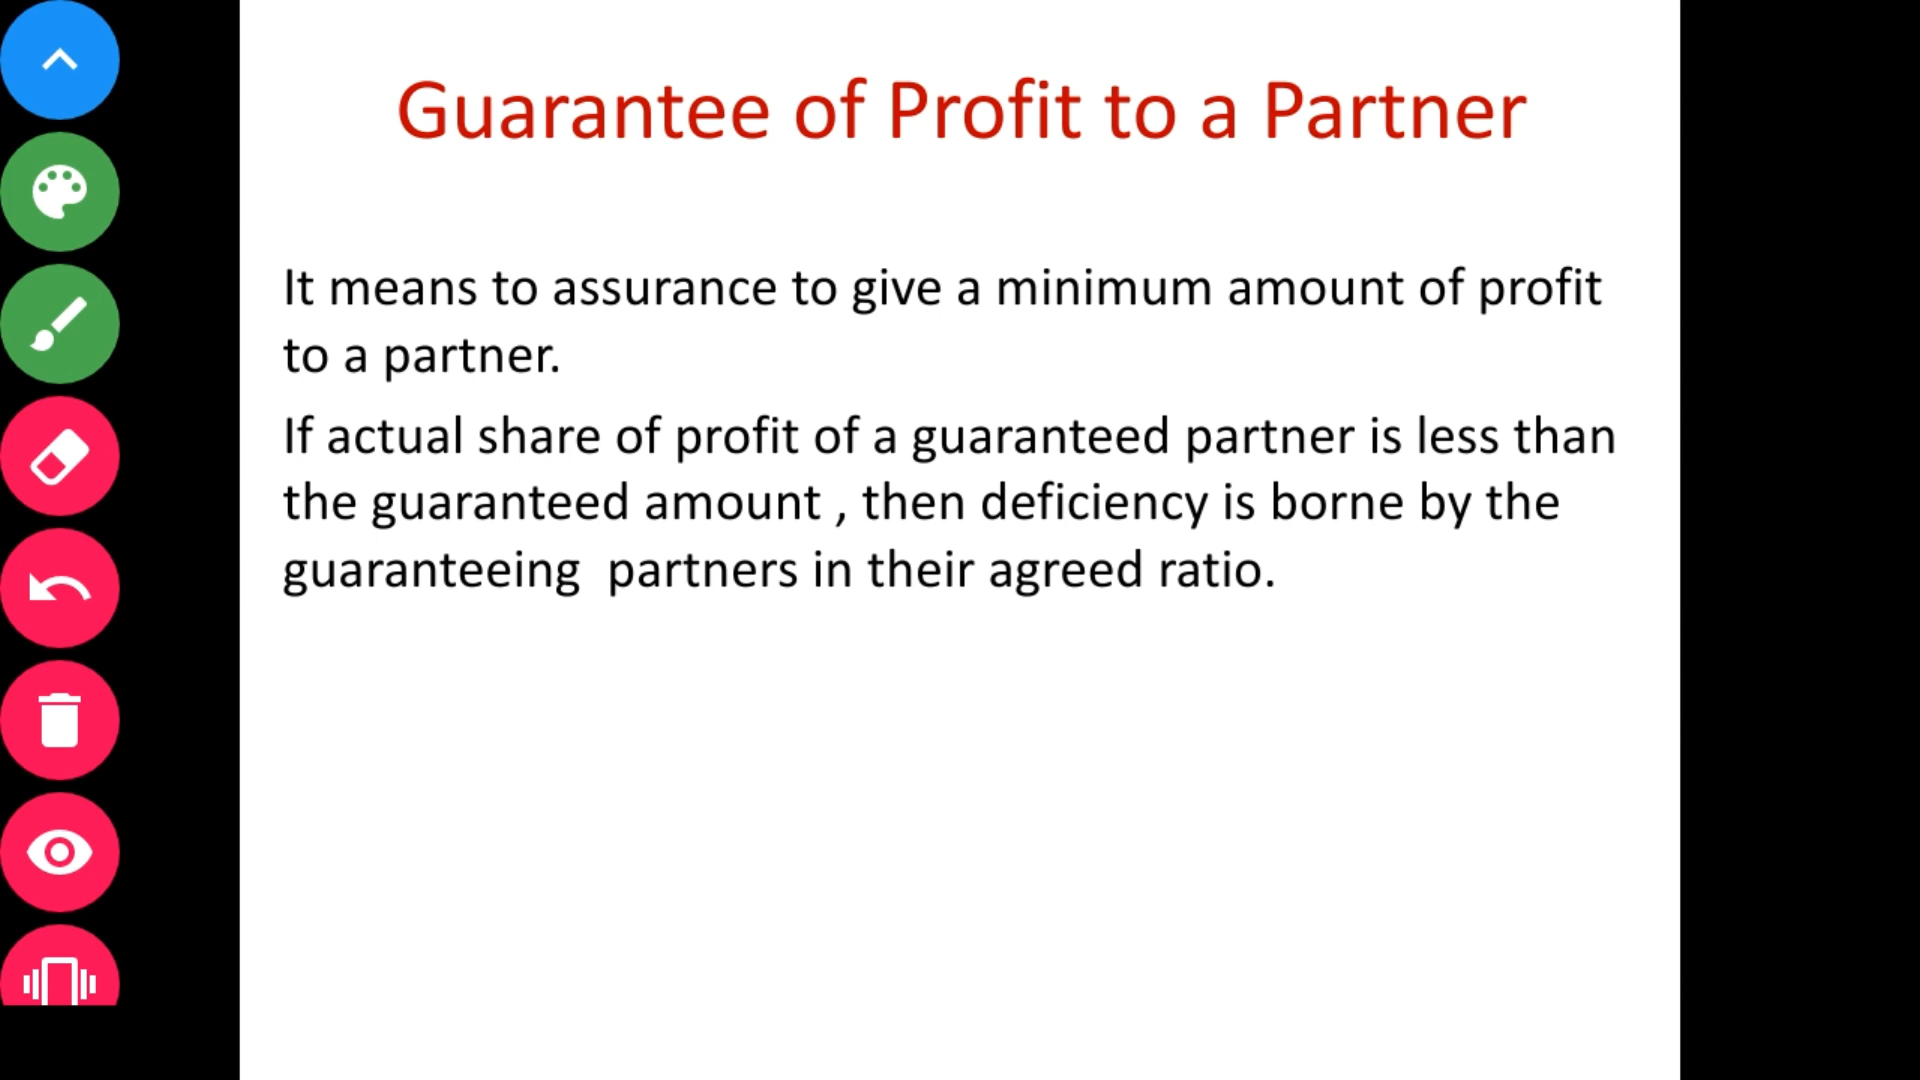 Guarantee of Profit to a Partner
It means to assurance to give a minimum amount of profit
to a partner.
If actual share of profit of a guaranteed partner is less than
the guaranteed amount , then deficiency is borne by the
guaranteeing  partners in their agreed ratio.